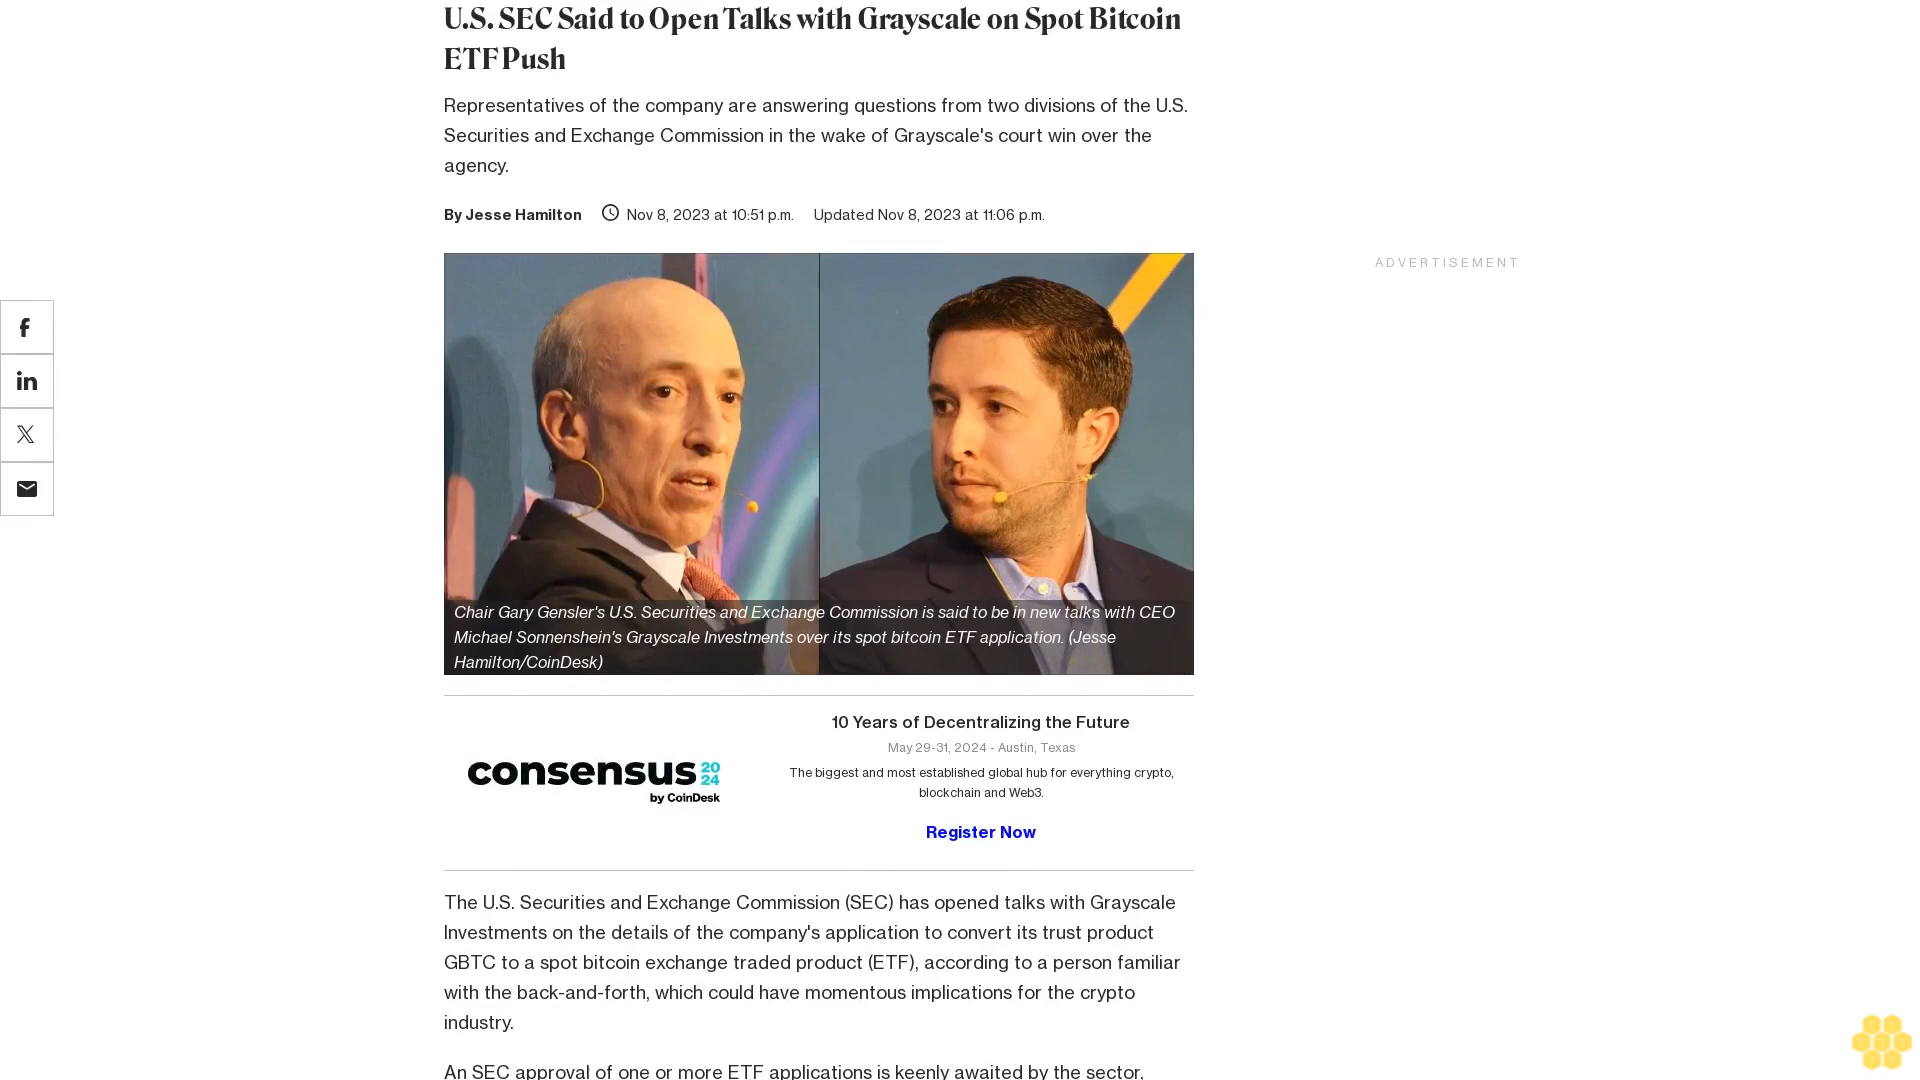 U.S. SEC Said to Open Talks with Grayscale on Spot Bitcoin
ETF Push
Representatives of the company are answering questions from two divisions of the U.S.
Securities and Exchange Commission in the wake of Grayscale's court win over the
agency.
By Jesse Hamilton Nov 8, 2023 at 10:51 p.m. Updated Nov 8, 2023 at 11:06 p.m.
ADVERTISEMENT
Chair Gary Gensler's U.S. Securities and Exchange Commission is said to be in new talks with CEO
Michael Sonnenshein's Grayscale Investments over its spot bitcoin ETF application. (Jesse
Hamilton/CoinDesk)
consensus 2024
by CoinDesk
10 Years of Decentralizing the Future
May 29-31, 2024 - Austin, Texas
The biggest and most established global hub for everything crypto,
blockchain and Web3.
Register Now
The U.S. Securities and Exchange Commission (SEC) has opened talks with Grayscale
Investments on the details of the company's application to convert its trust product
GBTC to a spot bitcoin exchange traded product (ETF), according to a person familiar
with the back-and-forth, which could have momentous implications for the crypto
industry.
An SEC approval of one or more ETF applications is keenly awaited by the sector,